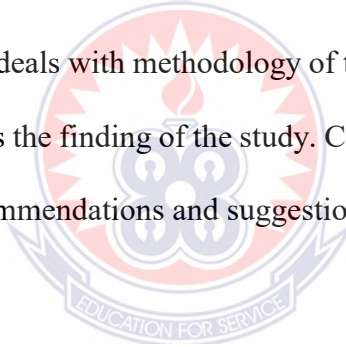 deals with methodology of t
s the finding of the study. C
mmendations and suggestio
EDUCATION FOR SERVICE